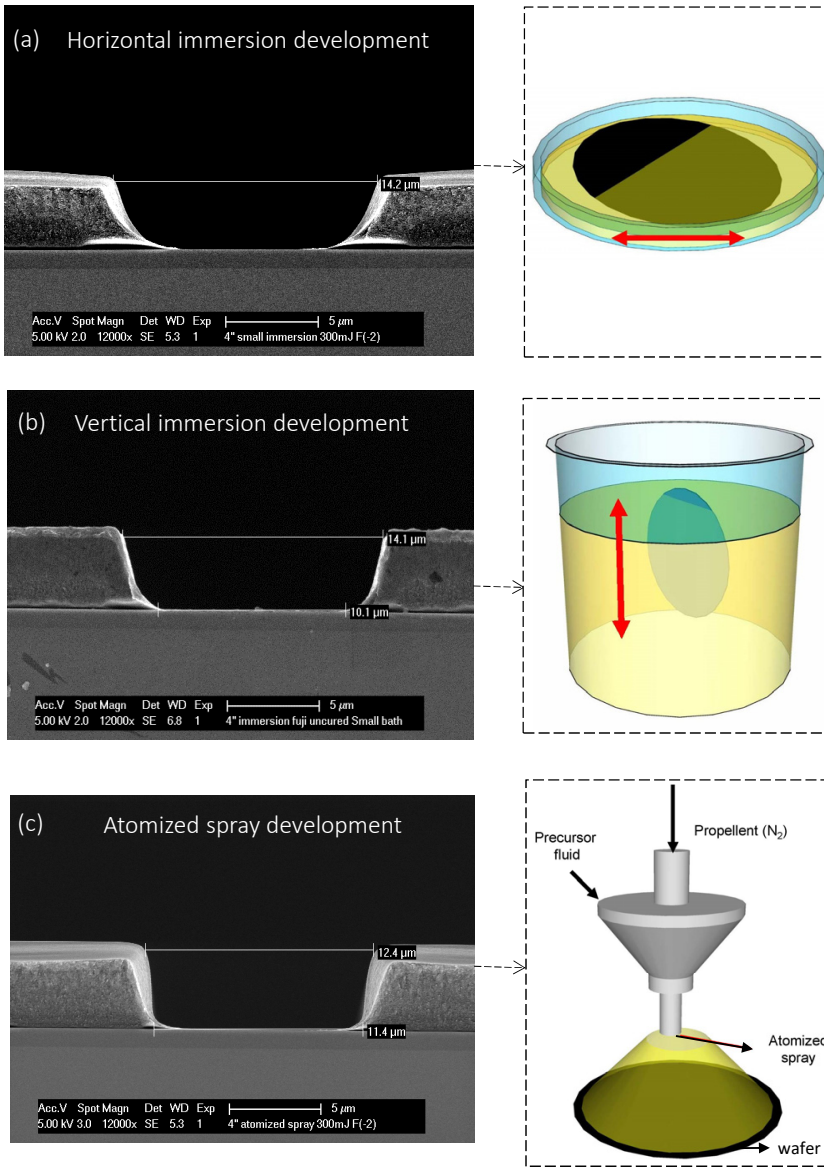 (a) Horizontal immersion development
14.2 µm
Acc.V Spot Magn Det WD Exp 5 µm
5.00 kV 2.0 12000x SE 5.3 1 4" small immersion 300mJ F(-2)
(b) Vertical immersion development
14.1 µm
10.1 µm
Acc.V Spot Magn Det WD Exp 5 µm
5.00 kV 2.0 12000x SE 6.8 1 4" immersion fuji uncured Small bath
(c) Atomized spray development
12.4 µm
11.4 µm
Acc.V Spot Magn Det WD Exp 5 µm
5.00 kV 3.0 12000x SE 5.3 1 4" atomized spray 300mJ F(-2)
Propellent (N₂)
Precursor
fluid
Atomized
spray
wafer